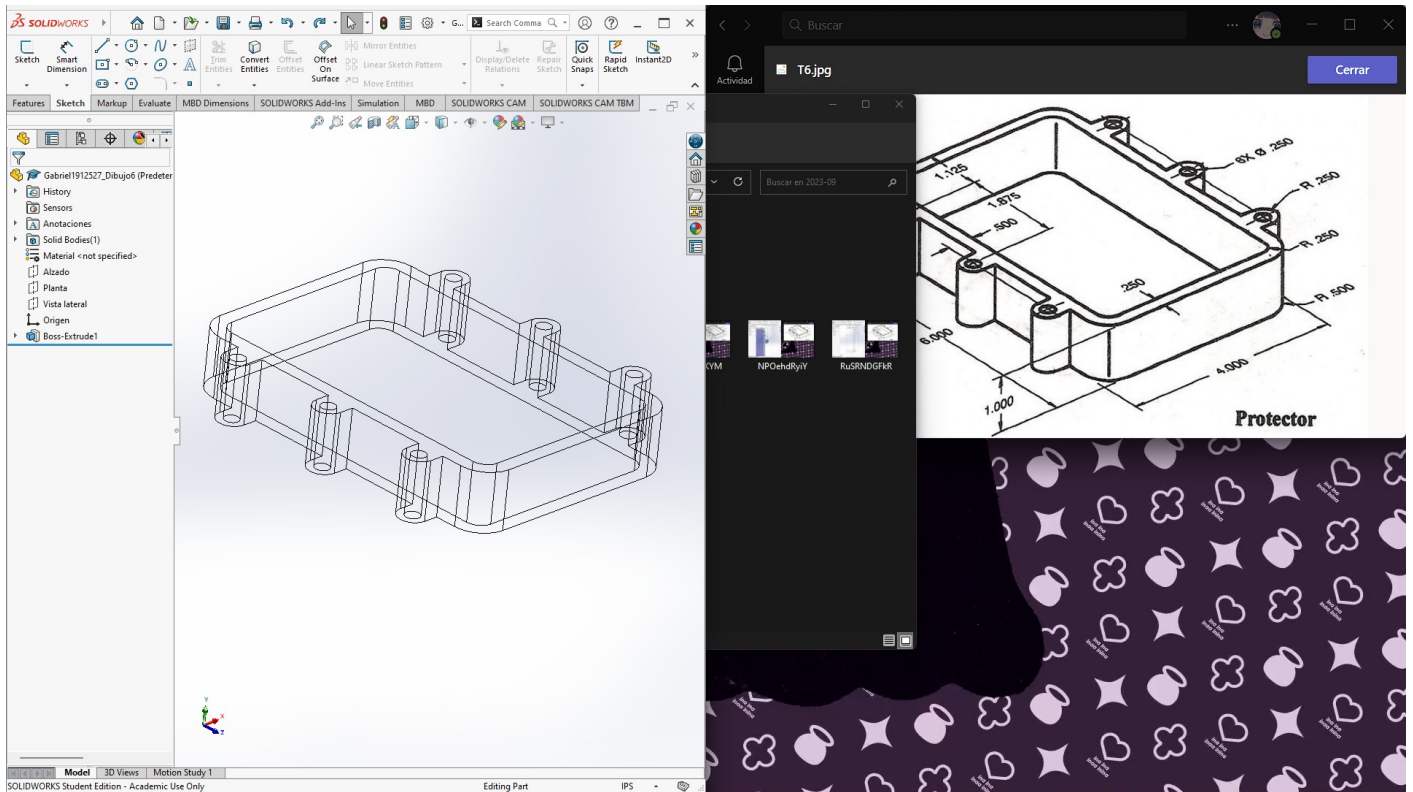 SOLIDWORKS
G...
Search Comma
Sketch
Smart Dimension
Trim Entities
Convert Entities
Offset Entities
Offset On Surface
Mirror Entities
Linear Sketch Pattern
Move Entities
Display/Delete Relations
Repair Sketch
Quick Snaps
Rapid Sketch
Instant2D
Features
Sketch
Markup
Evaluate
MBD Dimensions
SOLIDWORKS Add-Ins
Simulation
MBD
SOLIDWORKS CAM
SOLIDWORKS CAM TBM
Gabriel1912527_Dibujo6 (Predeter
History
Sensors
Anotaciones
Solid Bodies(1)
Material <not specified>
Alzado
Planta
Vista lateral
Origen
Boss-Extrude1
Y
X
Z
Model
3D Views
Motion Study 1
SOLIDWORKS Student Edition - Academic Use Only
Editing Part
IPS
Buscar
Actividad
T6.jpg
Cerrar
Buscar en 2023-09
NPOehdRyiY
RuSRNDGFkR
1.125
1.875
.500
6X Ø .250
R .250
R .250
.250
R .500
6.000
4.000
1.000
Protector